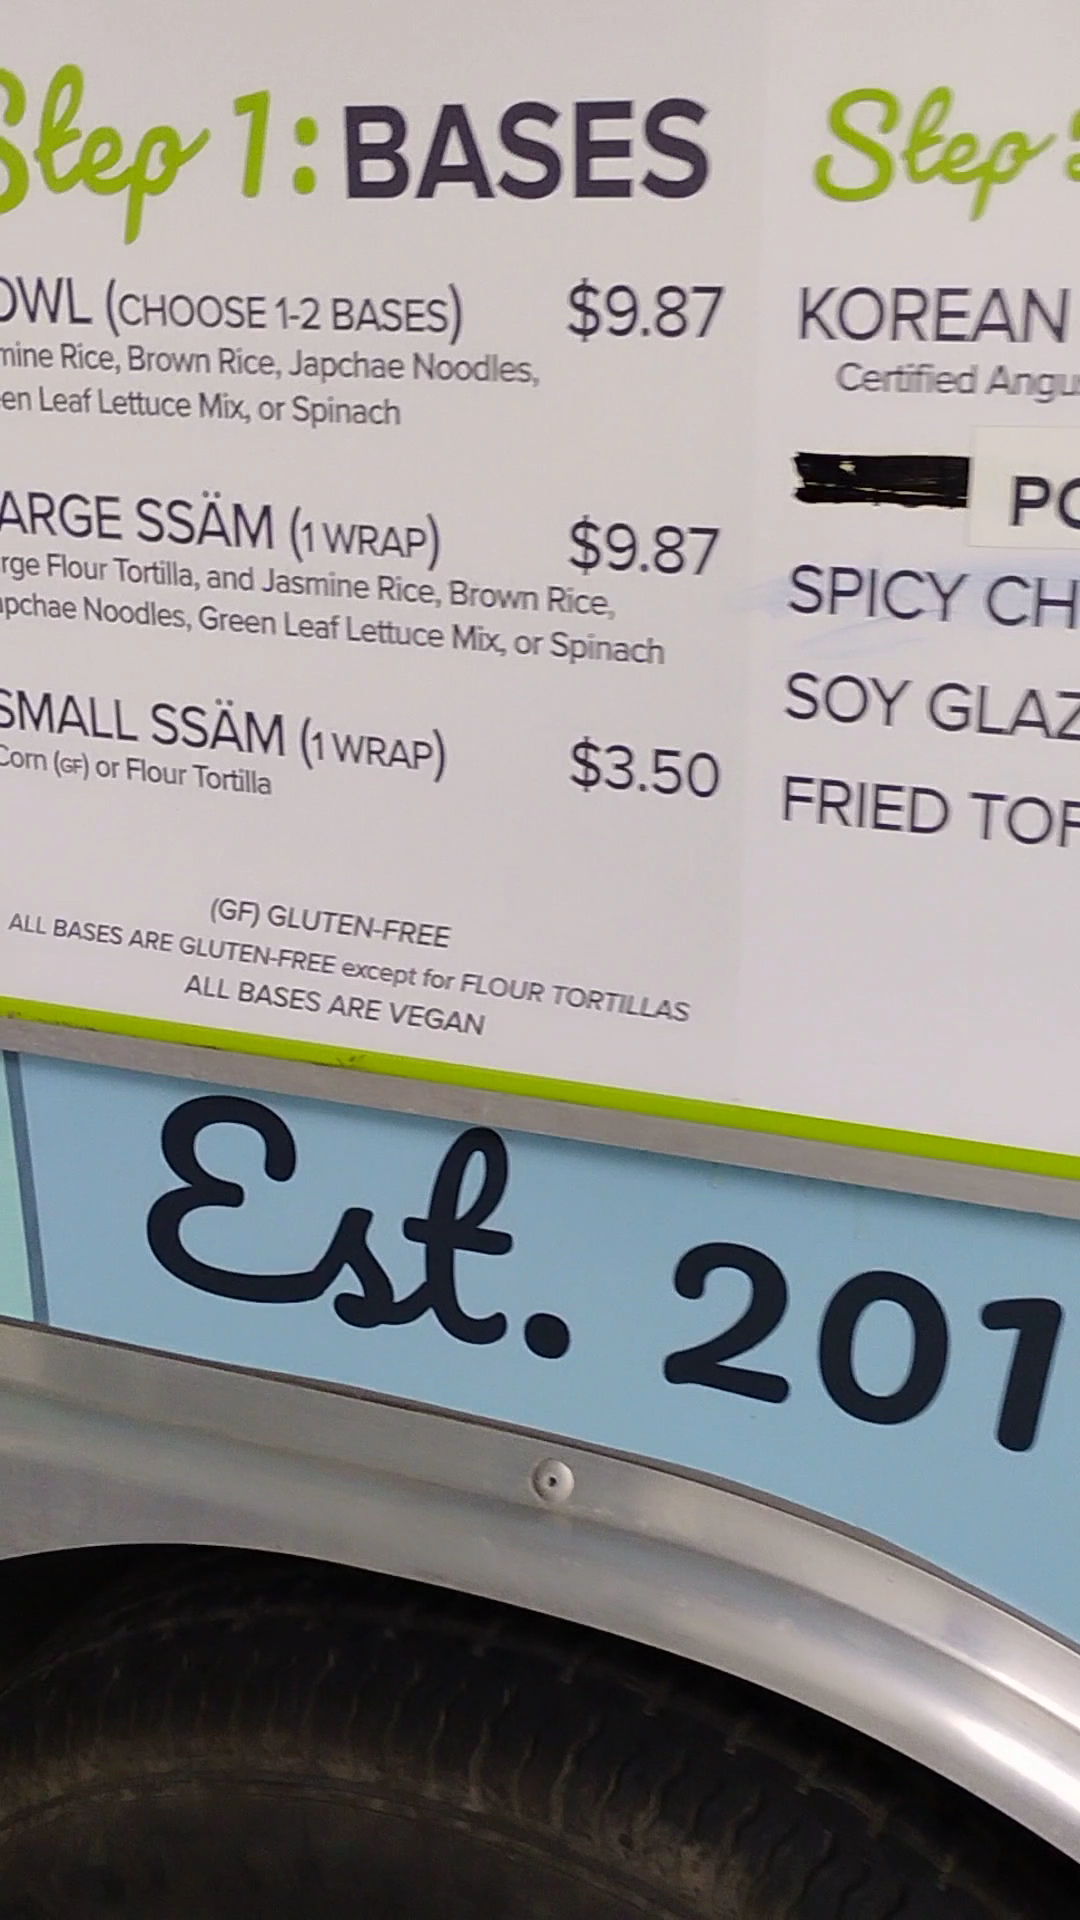 Step 1: BASES
OWL (CHOOSE 1-2 BASES) $9.87
mine Rice, Brown Rice, Japchae Noodles,
en Leaf Lettuce Mix, or Spinach
ARGE SSÄM (1 WRAP) $9.87
rge Flour Tortilla, and Jasmine Rice, Brown Rice,
apchae Noodles, Green Leaf Lettuce Mix, or Spinach
SMALL SSÄM (1 WRAP) $3.50
Corn (GF) or Flour Tortilla
(GF) GLUTEN-FREE
ALL BASES ARE GLUTEN-FREE except for FLOUR TORTILLAS
ALL BASES ARE VEGAN
Step
KOREAN
Certified Angu
PO
SPICY CH
SOY GLAZ
FRIED TOF
Est. 201